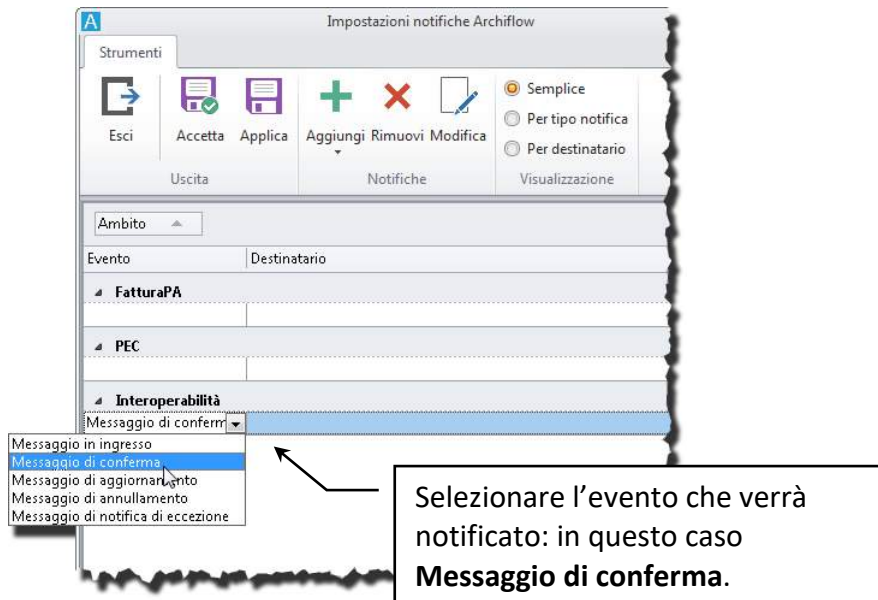 A Impostazioni notifiche Archiflow
Strumenti
Semplice
Per tipo notifica
Esci Accetta Applica Aggiungi Rimuovi Modifica
Per destinatario
Uscita Notifiche Visualizzazione
Ambito
Evento Destinatario
FatturaPA
PEC
Interoperabilità
Messaggio di conferm
Messaggio in ingresso
Messaggio di conferma
Messaggio di aggiornamento
Messaggio di annullamento
Messaggio di notifica di eccezione
Selezionare l’evento che verrà
notificato: in questo caso
Messaggio di conferma.